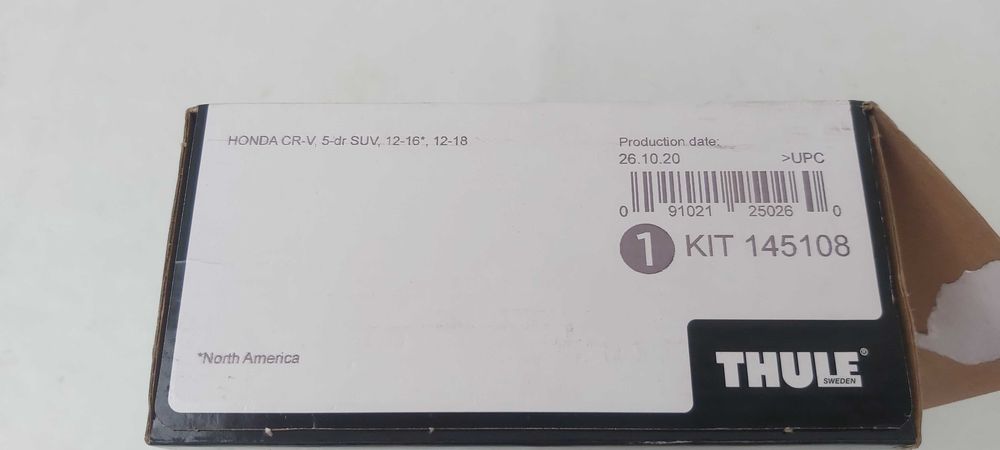 HONDA CR-V, 5-dr SUV, 12-16*, 12-18
Production date:
26.10.20 >UPC
0 91021 25026 0
1 KIT 145108
*North America
THULE®
SWEDEN